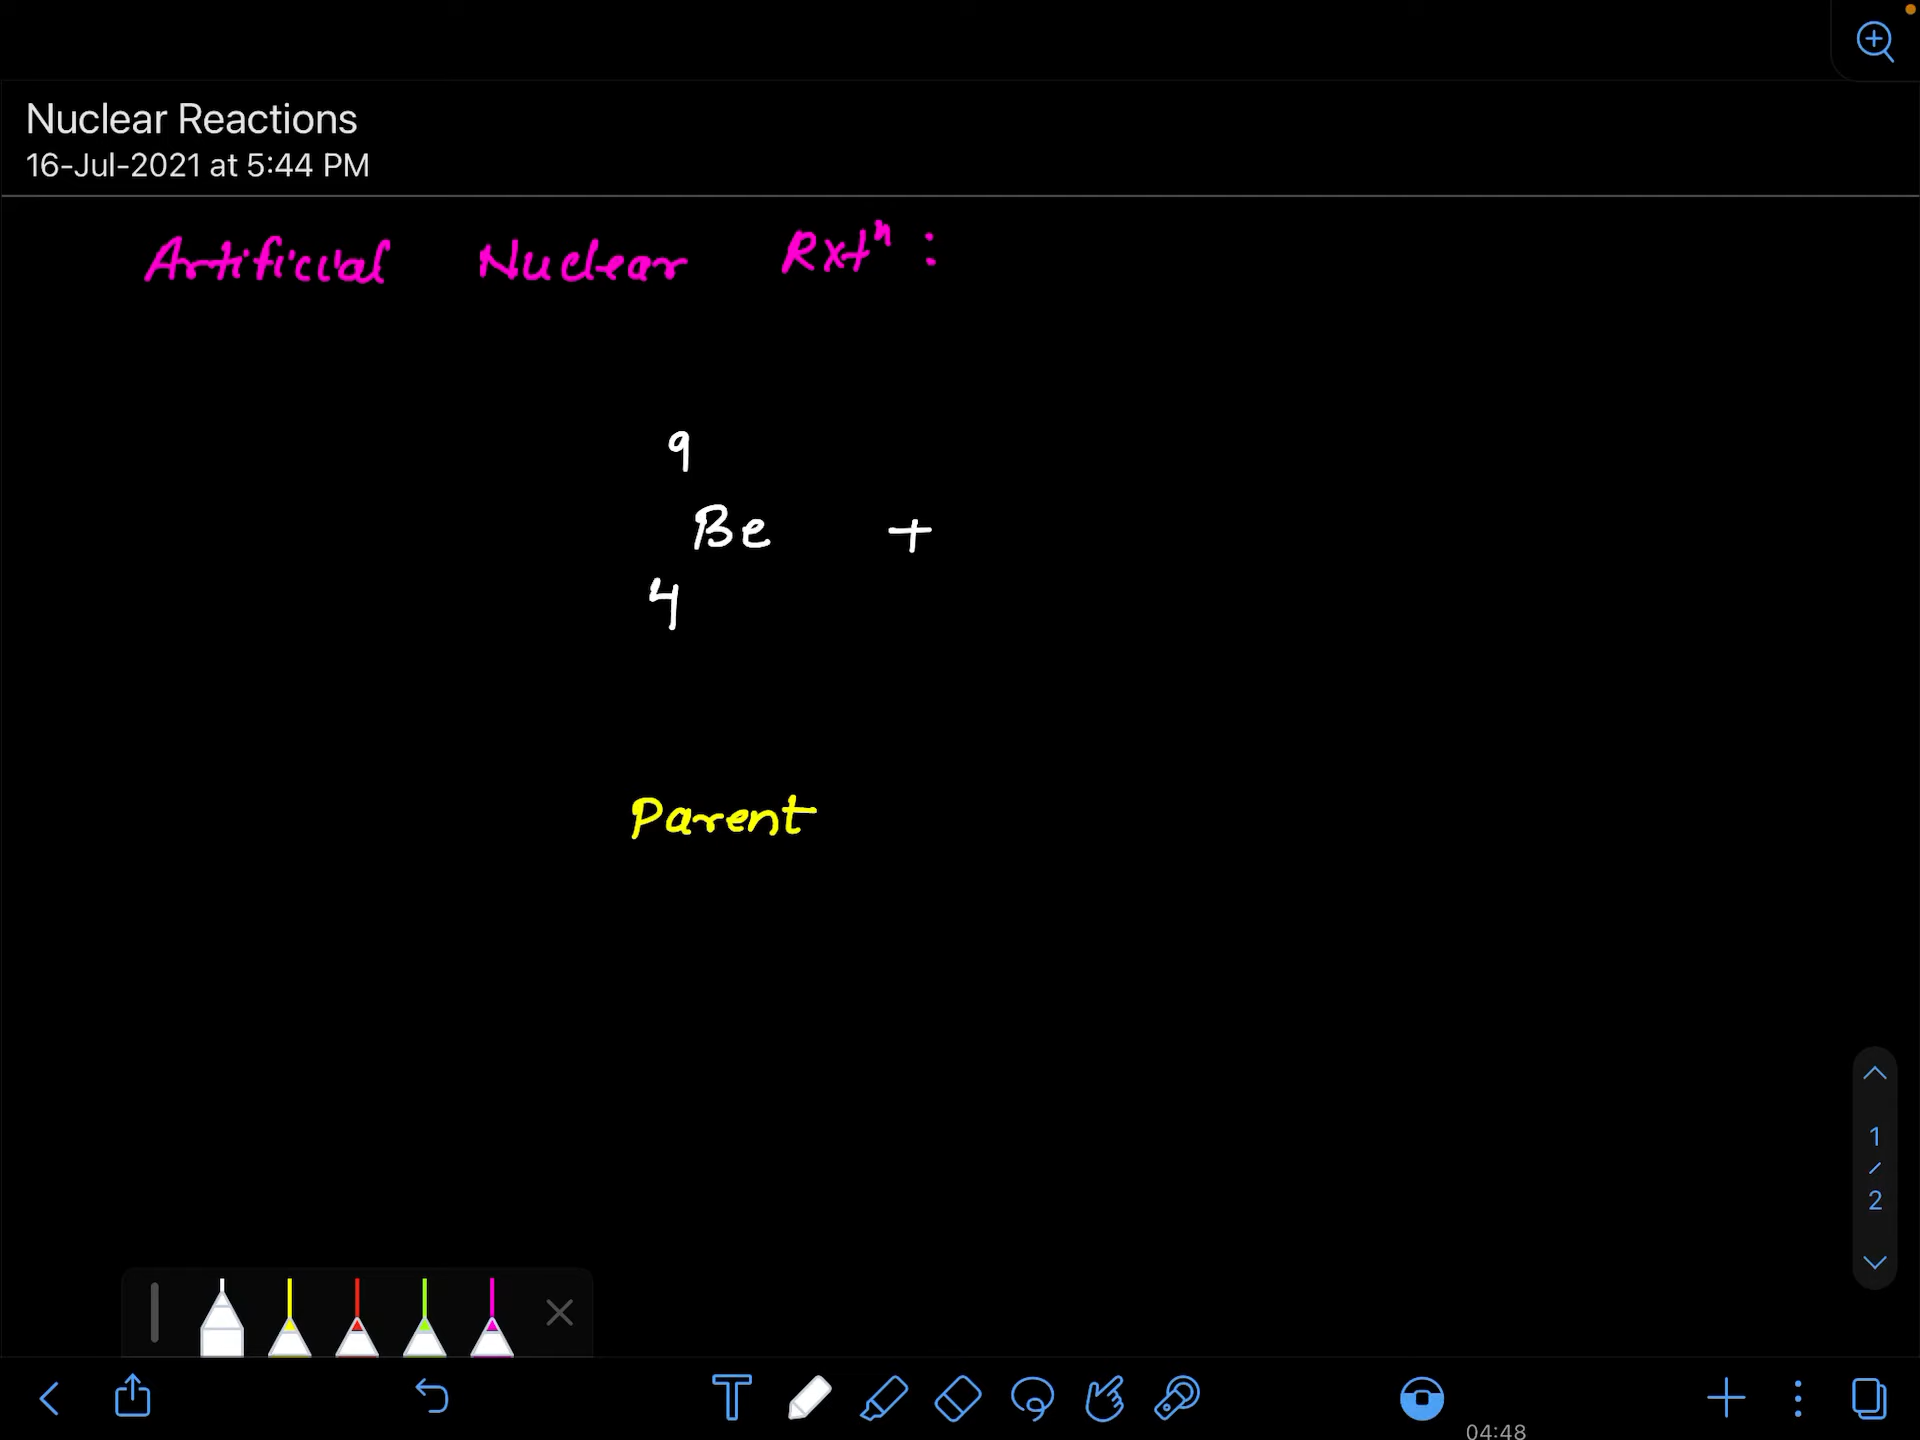 Nuclear Reactions
16-Jul-2021 at 5:44 PM
Artificial Nuclear Rxtⁿ :
9
Be +
4
Parent
1
/
2
T
04:48